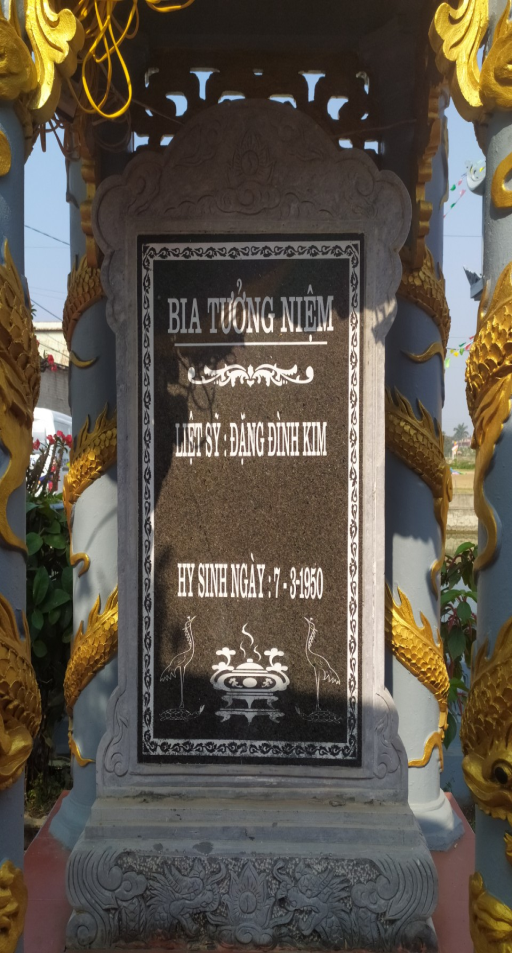 BIA TƯỞNG NIỆM
LIỆT SỸ : ĐẶNG ĐÌNH KIM
HY SINH NGÀY : 7 - 3-1950